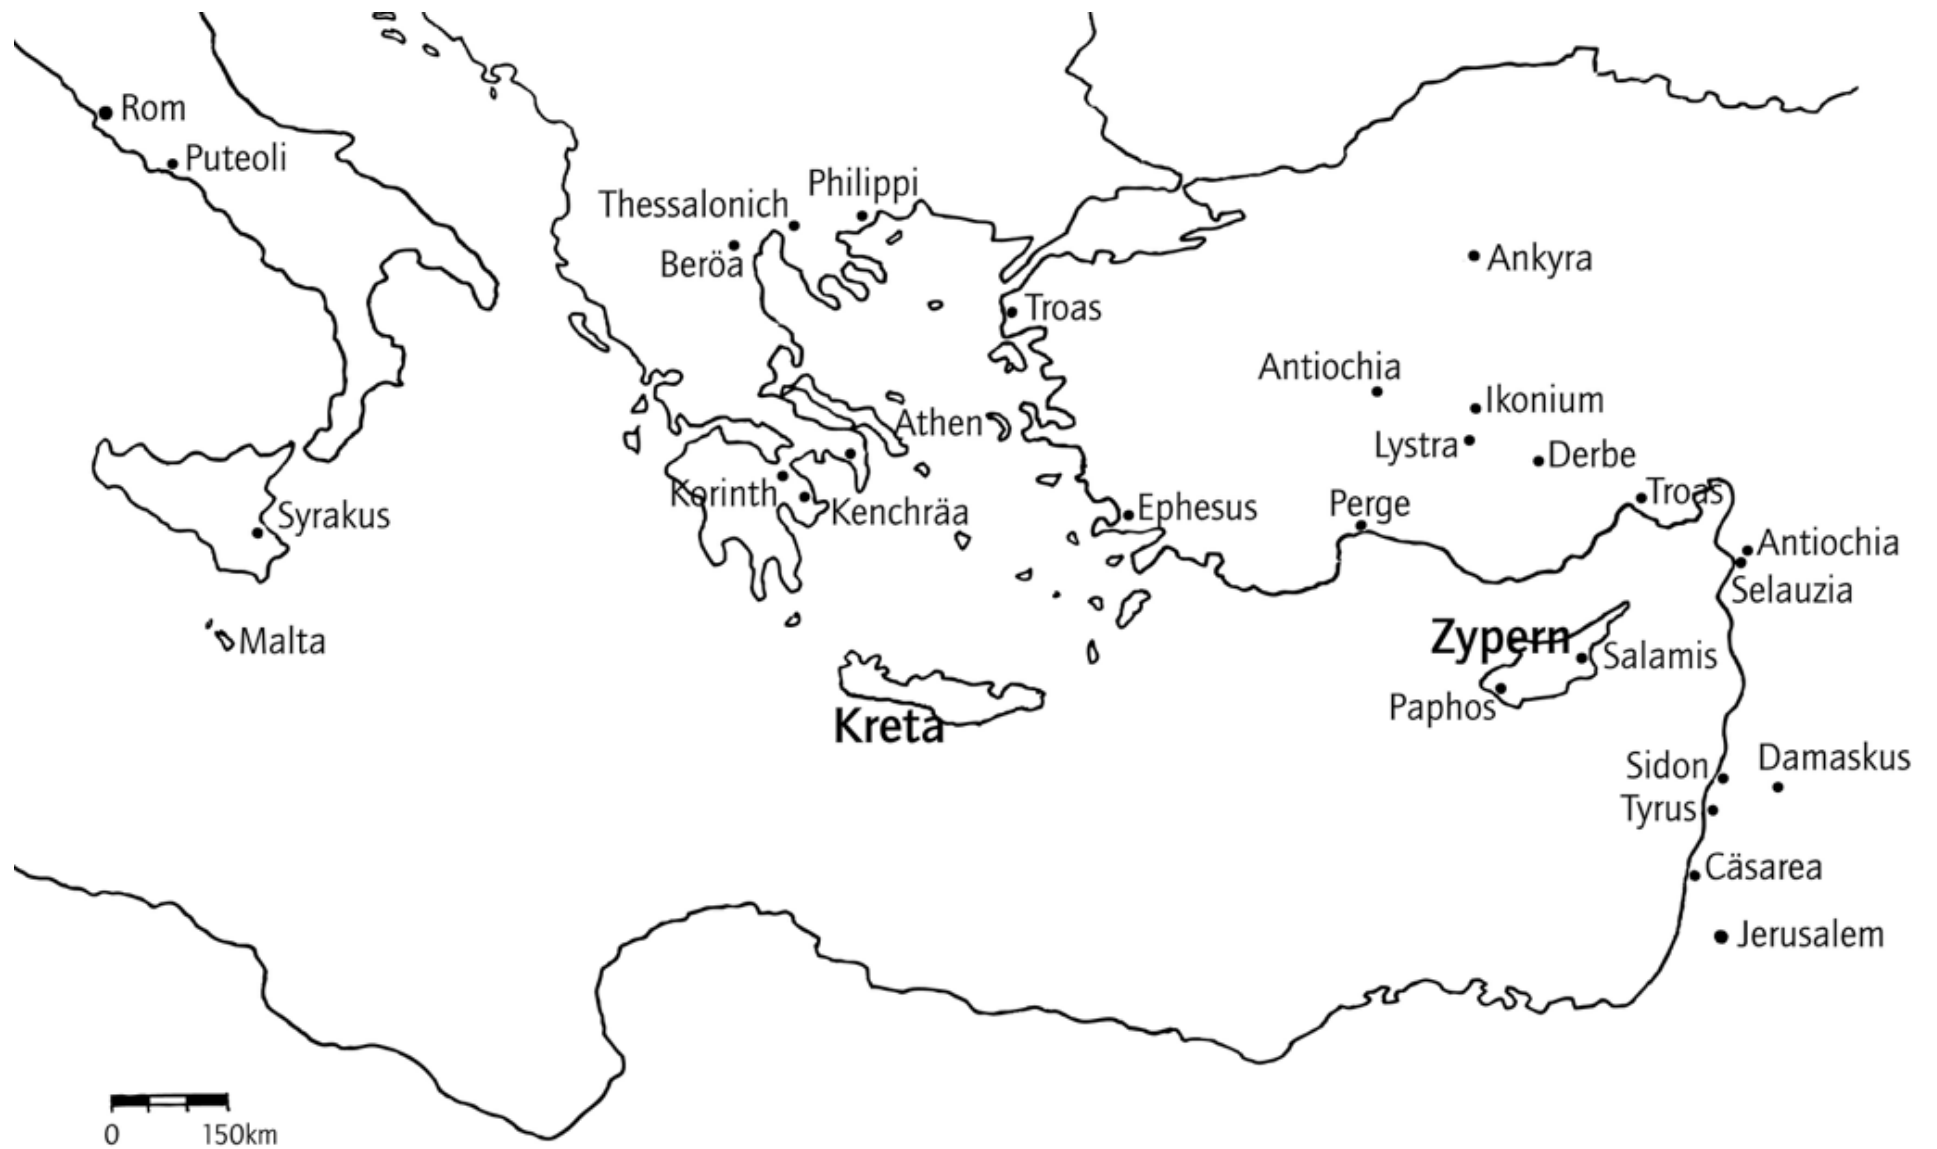 Rom
Puteoli
Philippi
Thessalonich
Beröa
Ankyra
Troas
Antiochia
Ikonium
Athen
Lystra
Derbe
Korinth
Kenchräa
Ephesus
Perge
Troas
Syrakus
Antiochia
Selauzia
Malta
Zypern
Salamis
Paphos
Kreta
Sidon
Damaskus
Tyrus
Cäsarea
Jerusalem
0 150km